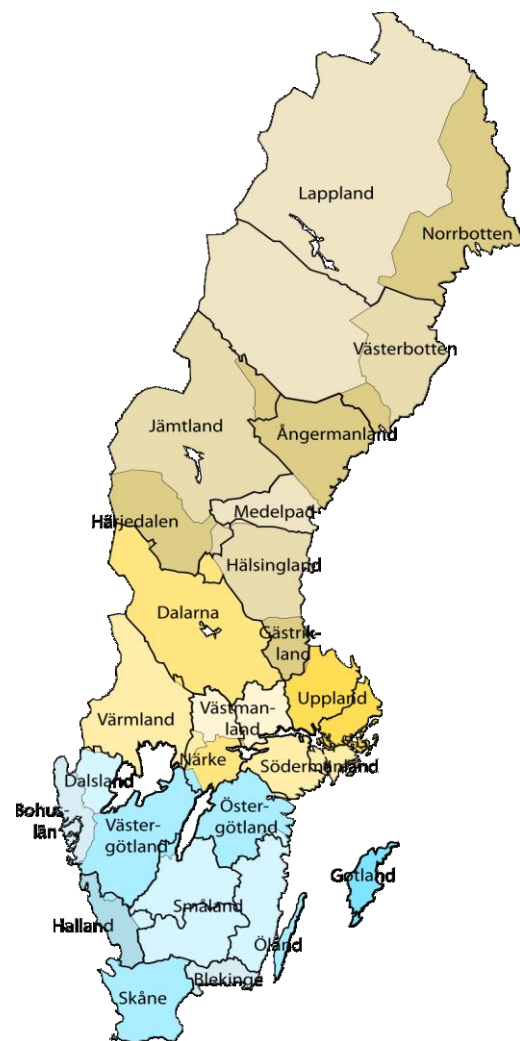 Lappland
Norrbotten
Västerbotten
Jämtland
Ångermanland
Medelpad
Härjedalen
Hälsingland
Dalarna
Gästrik-
land
Uppland
Västman-
land
Värmland
Närke
Södermanland
Dalsland
Bohus-
län
Väster-
götland
Öster-
götland
Gotland
Småland
Halland
Öland
Blekinge
Skåne